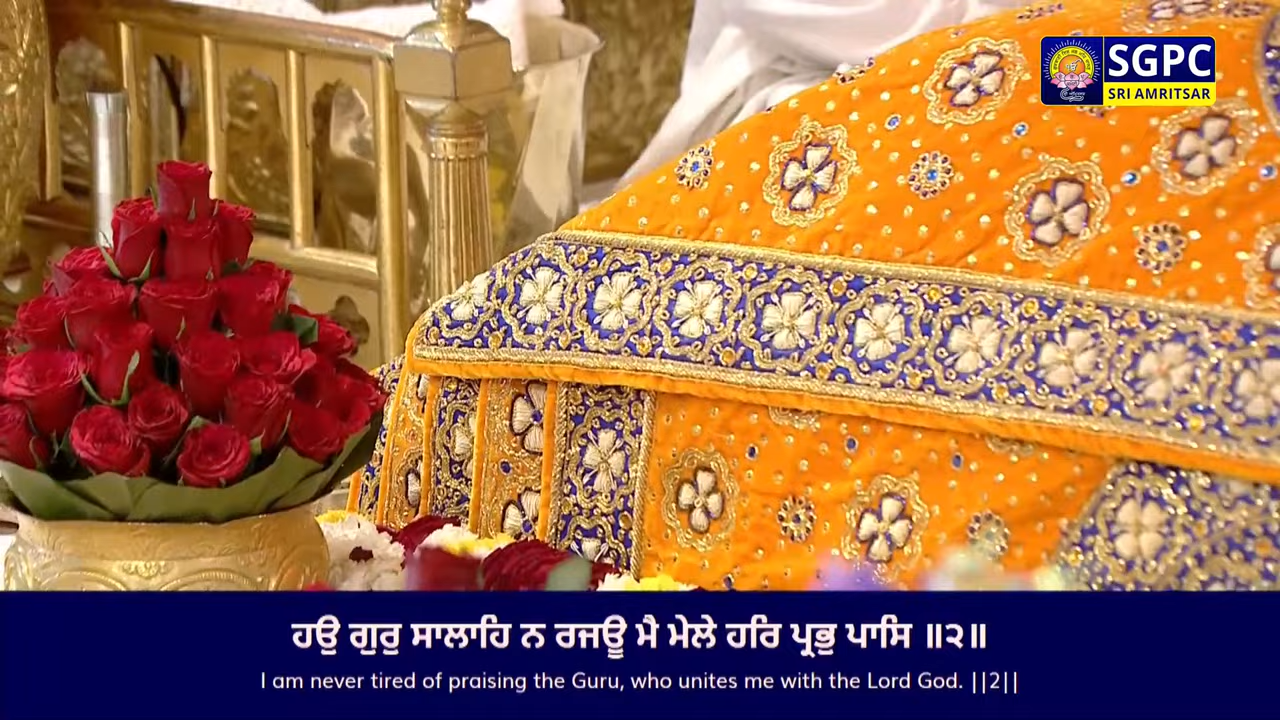 SGPC
SRI AMRITSAR
ਹਉ ਗੁਰੁ ਸਾਲਾਹਿ ਨ ਰਜਊ ਮੈ ਮੇਲੇ ਹਰਿ ਪ੍ਰਭੁ ਪਾਸਿ ॥੨॥
I am never tired of praising the Guru, who unites me with the Lord God. ||2||